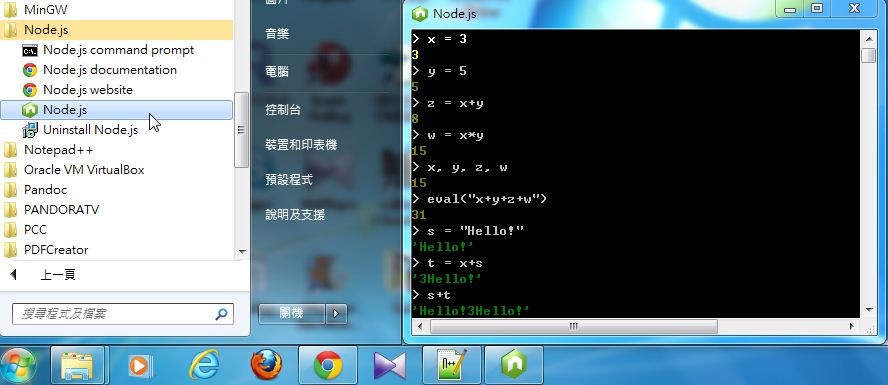 MinGW
Node.js
Node.js command prompt
Node.js documentation
Node.js website
Node.js
Uninstall Node.js
Notepad++
Oracle VM VirtualBox
Pandoc
PANDORATV
PCC
PDFCreator
上一頁
搜尋程式及檔案
圖片
音樂
電腦
控制台
裝置和印表機
預設程式
說明及支援
關機
Node.js
> x = 3
3
> y = 5
5
> z = x+y
8
> w = x*y
15
> x, y, z, w
15
> eval("x+y+z+w")
31
> s = "Hello!"
'Hello!'
> t = x+s
'3Hello!'
> s+t
'Hello!3Hello!'